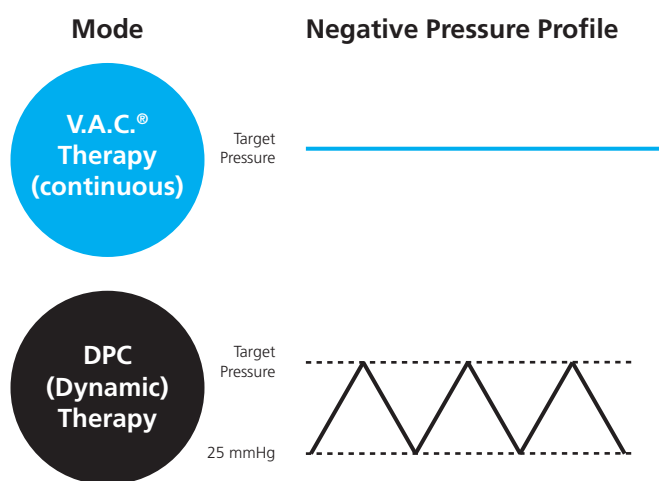 Mode
Negative Pressure Profile
V.A.C.®
Therapy
(continuous)
Target
Pressure
DPC
(Dynamic)
Therapy
Target
Pressure
25 mmHg